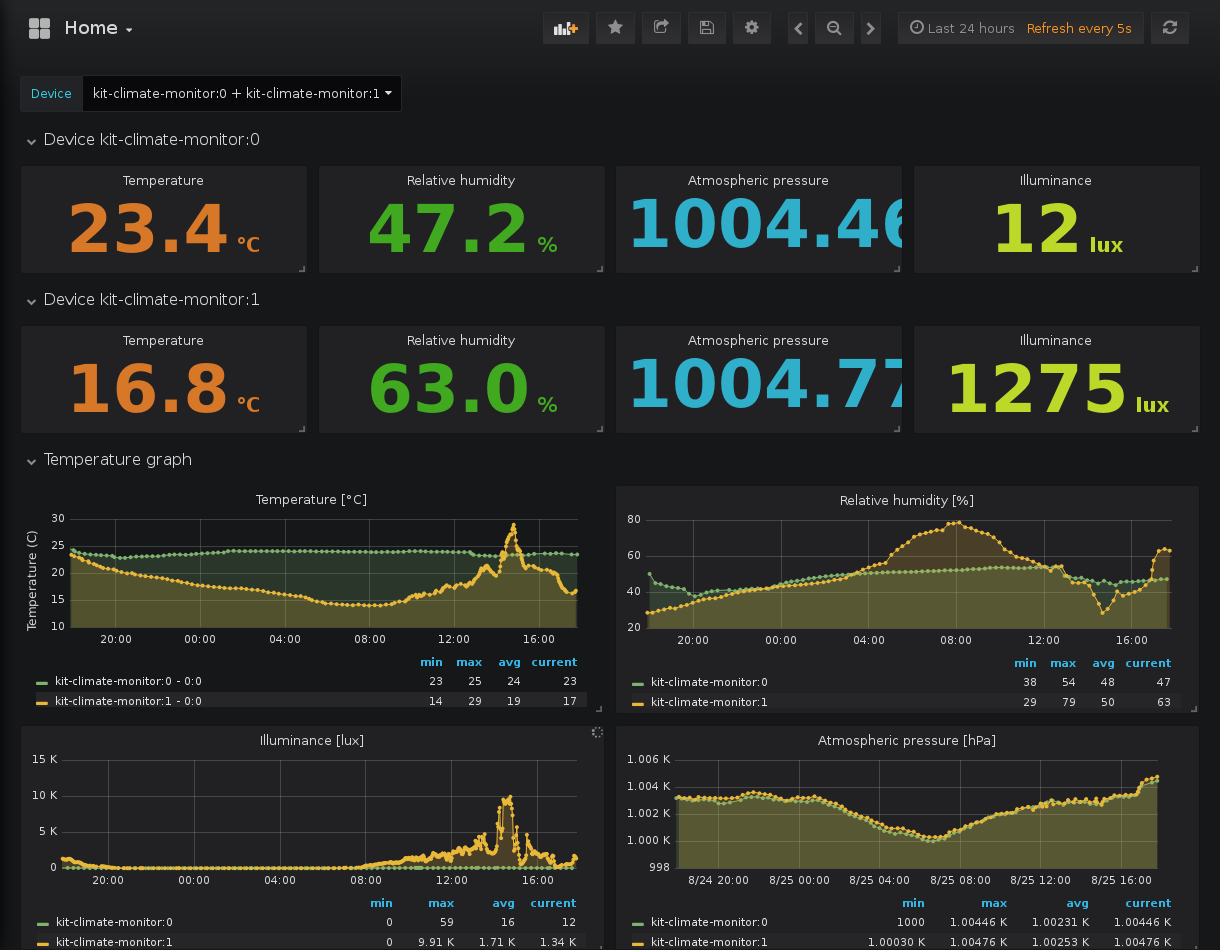 Home
Last 24 hours Refresh every 5s
Device kit-climate-monitor:0 + kit-climate-monitor:1
Device kit-climate-monitor:0
Temperature Relative humidity Atmospheric pressure Illuminance
23.4 °C 47.2 % 1004.46 12 lux
Device kit-climate-monitor:1
Temperature Relative humidity Atmospheric pressure Illuminance
16.8 °C 63.0 % 1004.77 1275 lux
Temperature graph
Temperature [°C]
Temperature (C)
30
25
20
15
10
20:00 00:00 04:00 08:00 12:00 16:00
min max avg current
kit-climate-monitor:0 - 0:0 23 25 24 23
kit-climate-monitor:1 - 0:0 14 29 19 17
Relative humidity [%]
80
60
40
20
20:00 00:00 04:00 08:00 12:00 16:00
min max avg current
kit-climate-monitor:0 38 54 48 47
kit-climate-monitor:1 29 79 50 63
Illuminance [lux]
15 K
10 K
5 K
0
20:00 00:00 04:00 08:00 12:00 16:00
min max avg current
kit-climate-monitor:0 0 59 16 12
kit-climate-monitor:1 0 9.91 K 1.71 K 1.34 K
Atmospheric pressure [hPa]
1.006 K
1.004 K
1.002 K
1.000 K
998
8/24 20:00 8/25 00:00 8/25 04:00 8/25 08:00 8/25 12:00 8/25 16:00
min max avg current
kit-climate-monitor:0 1000 1.00446 K 1.00231 K 1.00446 K
kit-climate-monitor:1 1.00030 K 1.00476 K 1.00253 K 1.00476 K